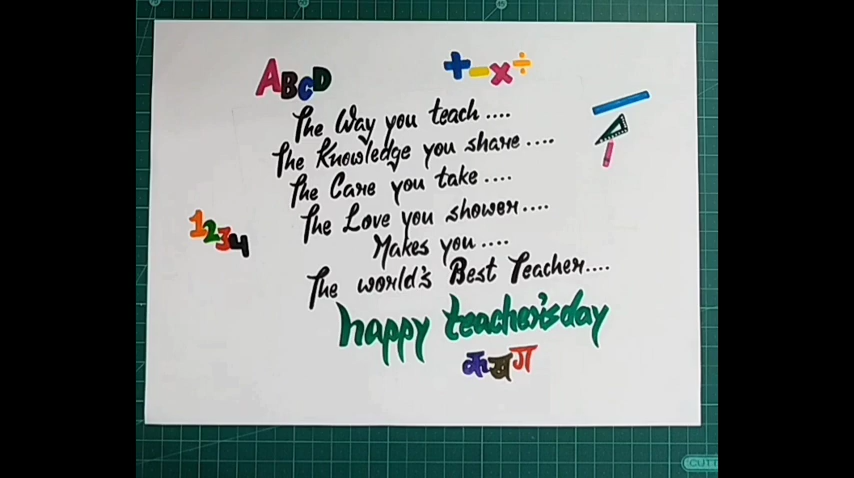 ABCD
+-x÷
The Way you teach....
The Knowledge you share....
The Care you take....
The Love you shower....
1234
Makes you....
The world's Best Teacher....
happy teacher's day
क ख ग
CUTT